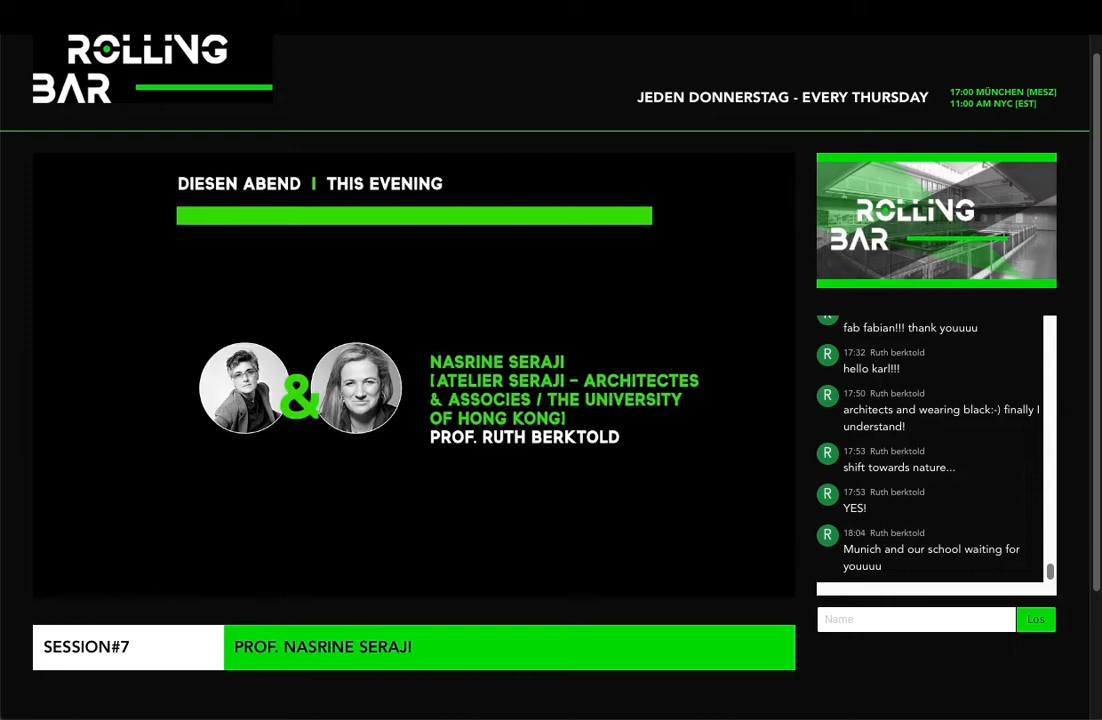 ROLLING
BAR
JEDEN DONNERSTAG - EVERY THURSDAY
17:00 MÜNCHEN [MESZ]
11:00 AM NYC [EST]
DIESEN ABEND | THIS EVENING
&
NASRINE SERAJI
[ATELIER SERAJI – ARCHITECTES
& ASSOCIES / THE UNIVERSITY
OF HONG KONG]
PROF. RUTH BERKTOLD
SESSION#7
PROF. NASRINE SERAJI
ROLLING
BAR
R
fab fabian!!! thank youuuu
R
17:32 Ruth berktold
hello karl!!!
R
17:50 Ruth berktold
architects and wearing black:-) finally I
understand!
R
17:53 Ruth berktold
shift towards nature...
R
17:53 Ruth berktold
YES!
R
18:04 Ruth berktold
Munich and our school waiting for
youuuu
Name
Los